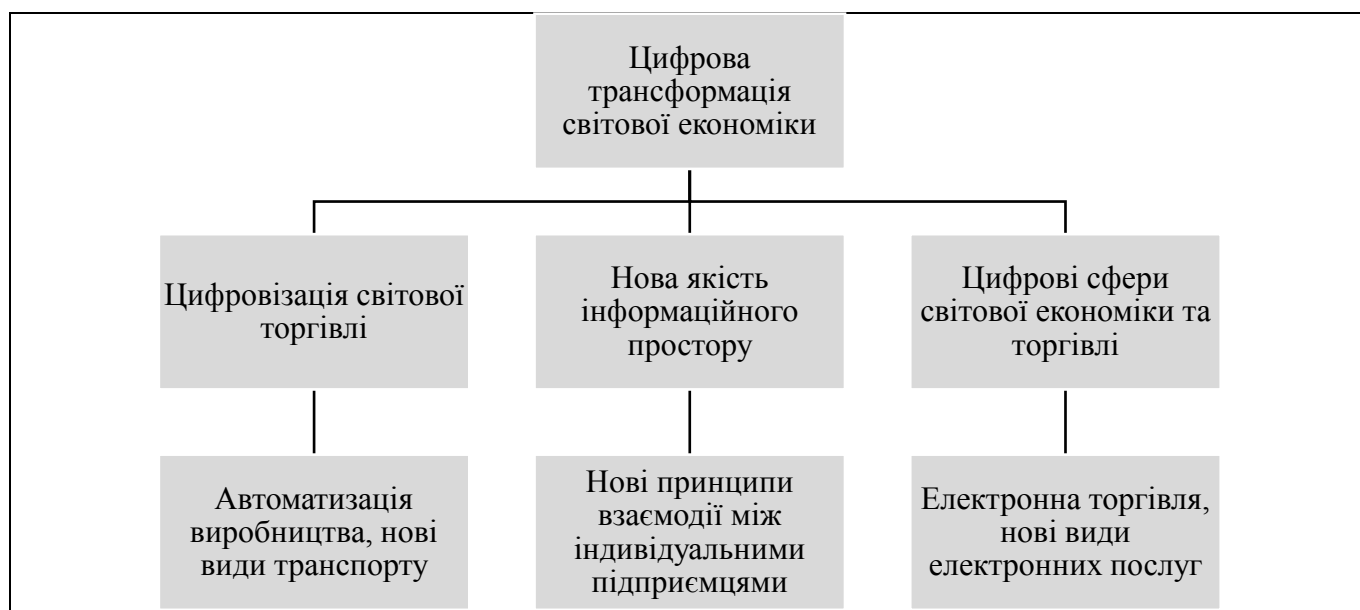 Цифрова
трансформація
світової економіки
Цифровізація світової
торгівлі
Нова якість
інформаційного
простору
Цифрові сфери
світової економіки та
торгівлі
Автоматизація
виробництва, нові
види транспорту
Нові принципи
взаємодії між
індивідуальними
підприємцями
Електронна торгівля,
нові види
електронних послуг